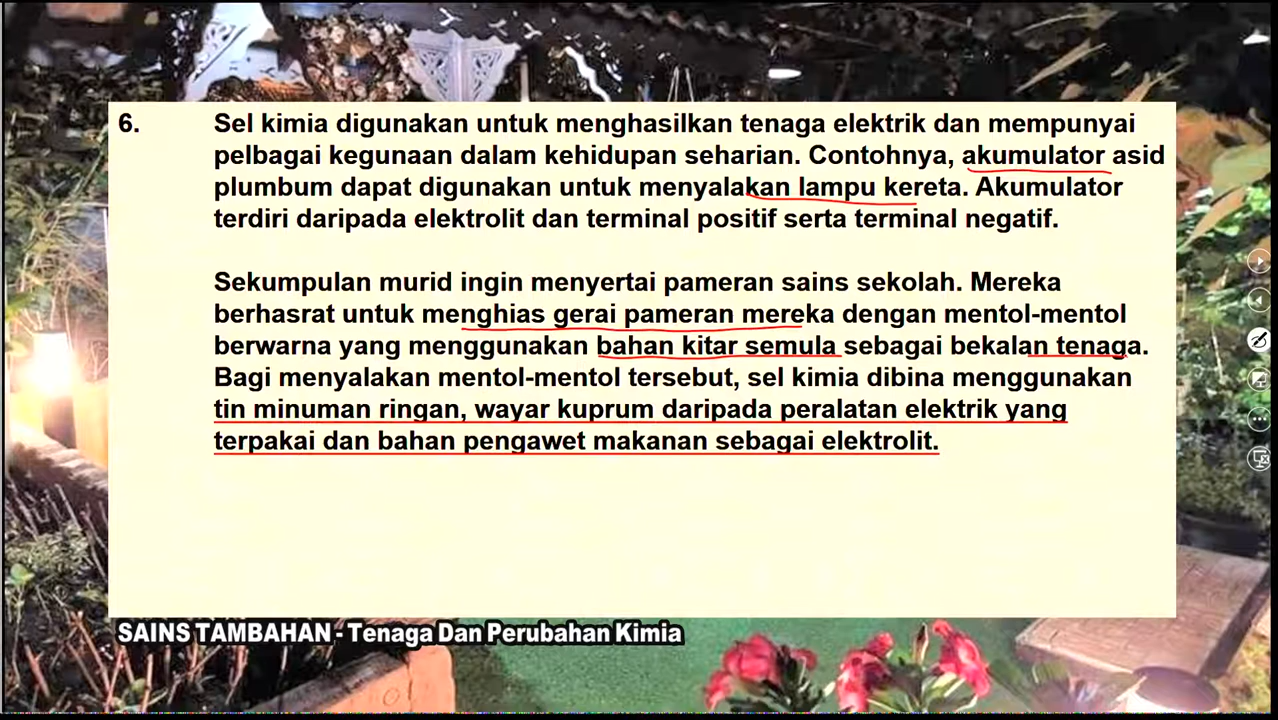 6. Sel kimia digunakan untuk menghasilkan tenaga elektrik dan mempunyai
pelbagai kegunaan dalam kehidupan seharian. Contohnya, akumulator asid
plumbum dapat digunakan untuk menyalakan lampu kereta. Akumulator
terdiri daripada elektrolit dan terminal positif serta terminal negatif.
Sekumpulan murid ingin menyertai pameran sains sekolah. Mereka
berhasrat untuk menghias gerai pameran mereka dengan mentol-mentol
berwarna yang menggunakan bahan kitar semula sebagai bekalan tenaga.
Bagi menyalakan mentol-mentol tersebut, sel kimia dibina menggunakan
tin minuman ringan, wayar kuprum daripada peralatan elektrik yang
terpakai dan bahan pengawet makanan sebagai elektrolit.
SAINS TAMBAHAN - Tenaga Dan Perubahan Kimia